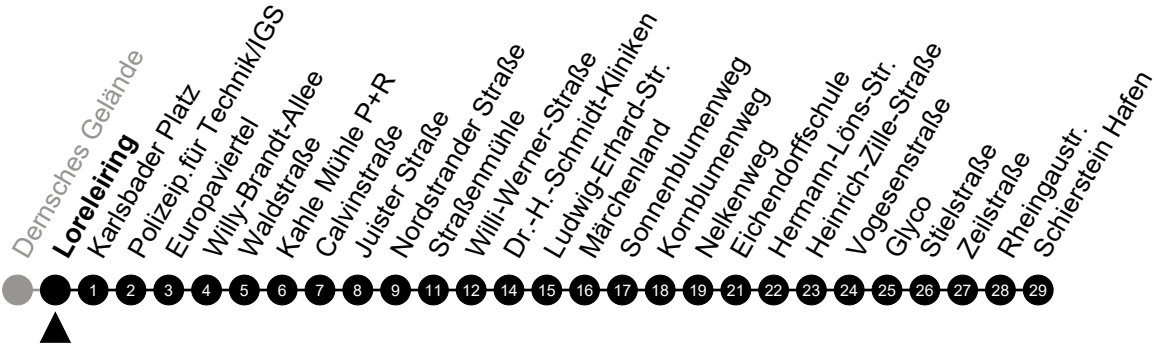 Dernsches Gelände
Loreleiring
Karlsbader Platz
Polizeip.für Technik/IGS
Europaviertel
Willy-Brandt-Allee
Waldstraße
Kahle Mühle P+R
Calvinstraße
Juister Straße
Nordstrander Straße
Straßenmühle
Willi-Werner-Straße
Dr.-H.-Schmidt-Kliniken
Ludwig-Erhard-Str.
Märchenland
Sonnenblumenweg
Kornblumenweg
Nelkenweg
Eichendorffschule
Hermann-Löns-Str.
Heinrich-Zille-Straße
Vogesenstraße
Glyco
Stielstraße
Zeilstraße
Rheingaustr.
Schierstein Hafen
1 2 3 4 5 6 7 8 9 11 12 14 15 16 17 18 19 21 22 23 24 25 26 27 28 29